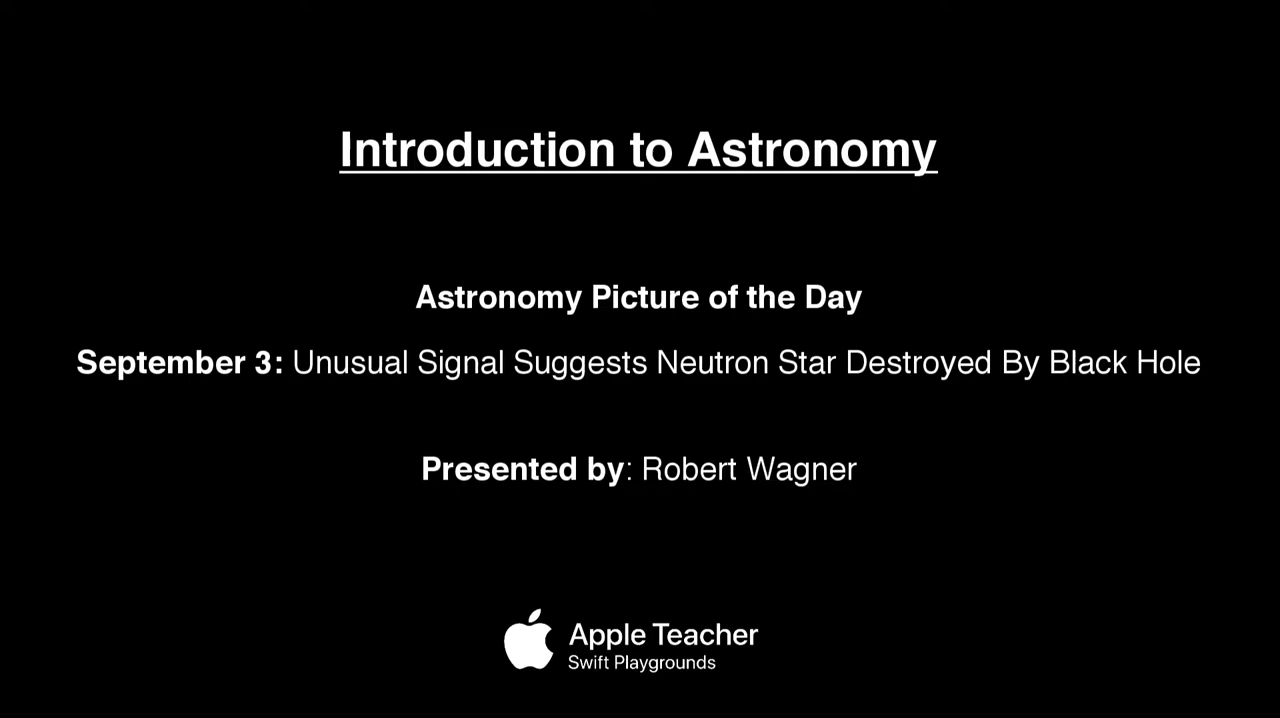 Introduction to Astronomy
Astronomy Picture of the Day
September 3: Unusual Signal Suggests Neutron Star Destroyed By Black Hole
Presented by: Robert Wagner
Apple Teacher
Swift Playgrounds